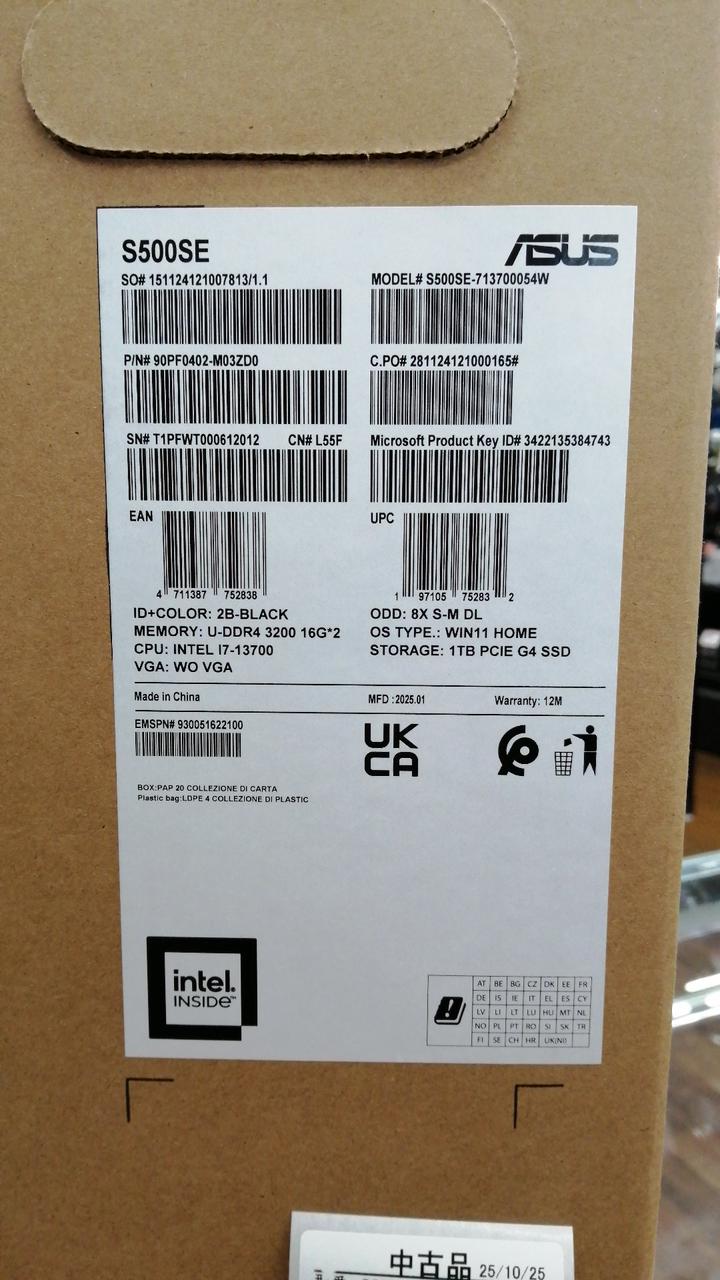 S500SE
ASUS
SO# 151124121007813/1.1
MODEL# S500SE-713700054W
P/N# 90PF0402-M03ZD0
C.PO# 281124121000165#
SN# T1PFWT000612012 CN# L55F
Microsoft Product Key ID# 3422135384743
EAN
4 711387 752838
UPC
1 97105 75283 2
ID+COLOR: 2B-BLACK
MEMORY: U-DDR4 3200 16G*2
CPU: INTEL I7-13700
VGA: WO VGA
ODD: 8X S-M DL
OS TYPE.: WIN11 HOME
STORAGE: 1TB PCIE G4 SSD
Made in China
MFD :2025.01
Warranty: 12M
EMSPN# 930051622100
UK
CA
BOX:PAP 20 COLLEZIONE DI CARTA
Plastic bag:LDPE 4 COLLEZIONE DI PLASTIC
intel.
INSIDE™
AT BE BG CZ DK EE FR
DE IS IE IT EL ES CY
LV LI LT LU HU MT NL
NO PL PT RO SI SK TR
FI SE CH HR UK(NI)
中古品 25/10/25